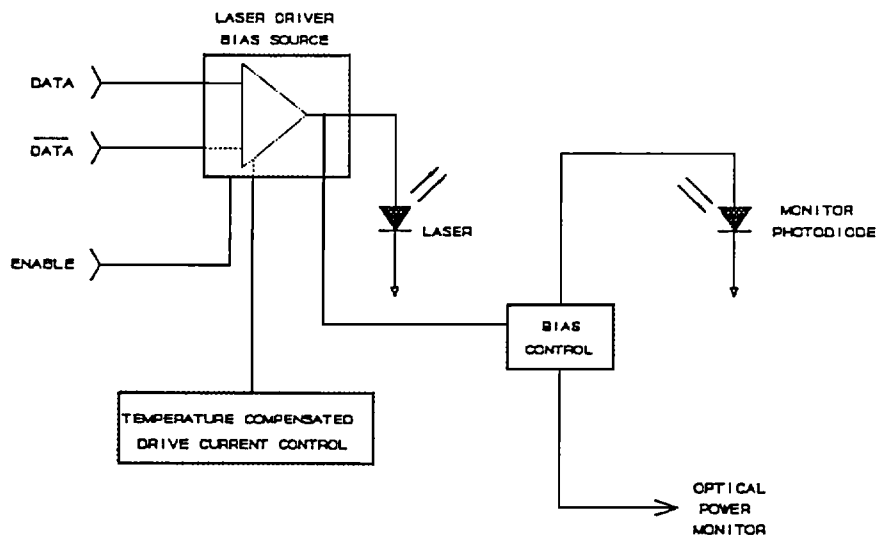 LASER DRIVER
BIAS SOURCE
DATA
DATA
ENABLE
LASER
MONITOR
PHOTODIODE
BIAS
CONTROL
TEMPERATURE COMPENSATED
DRIVE CURRENT CONTROL
OPTICAL
POWER
MONITOR